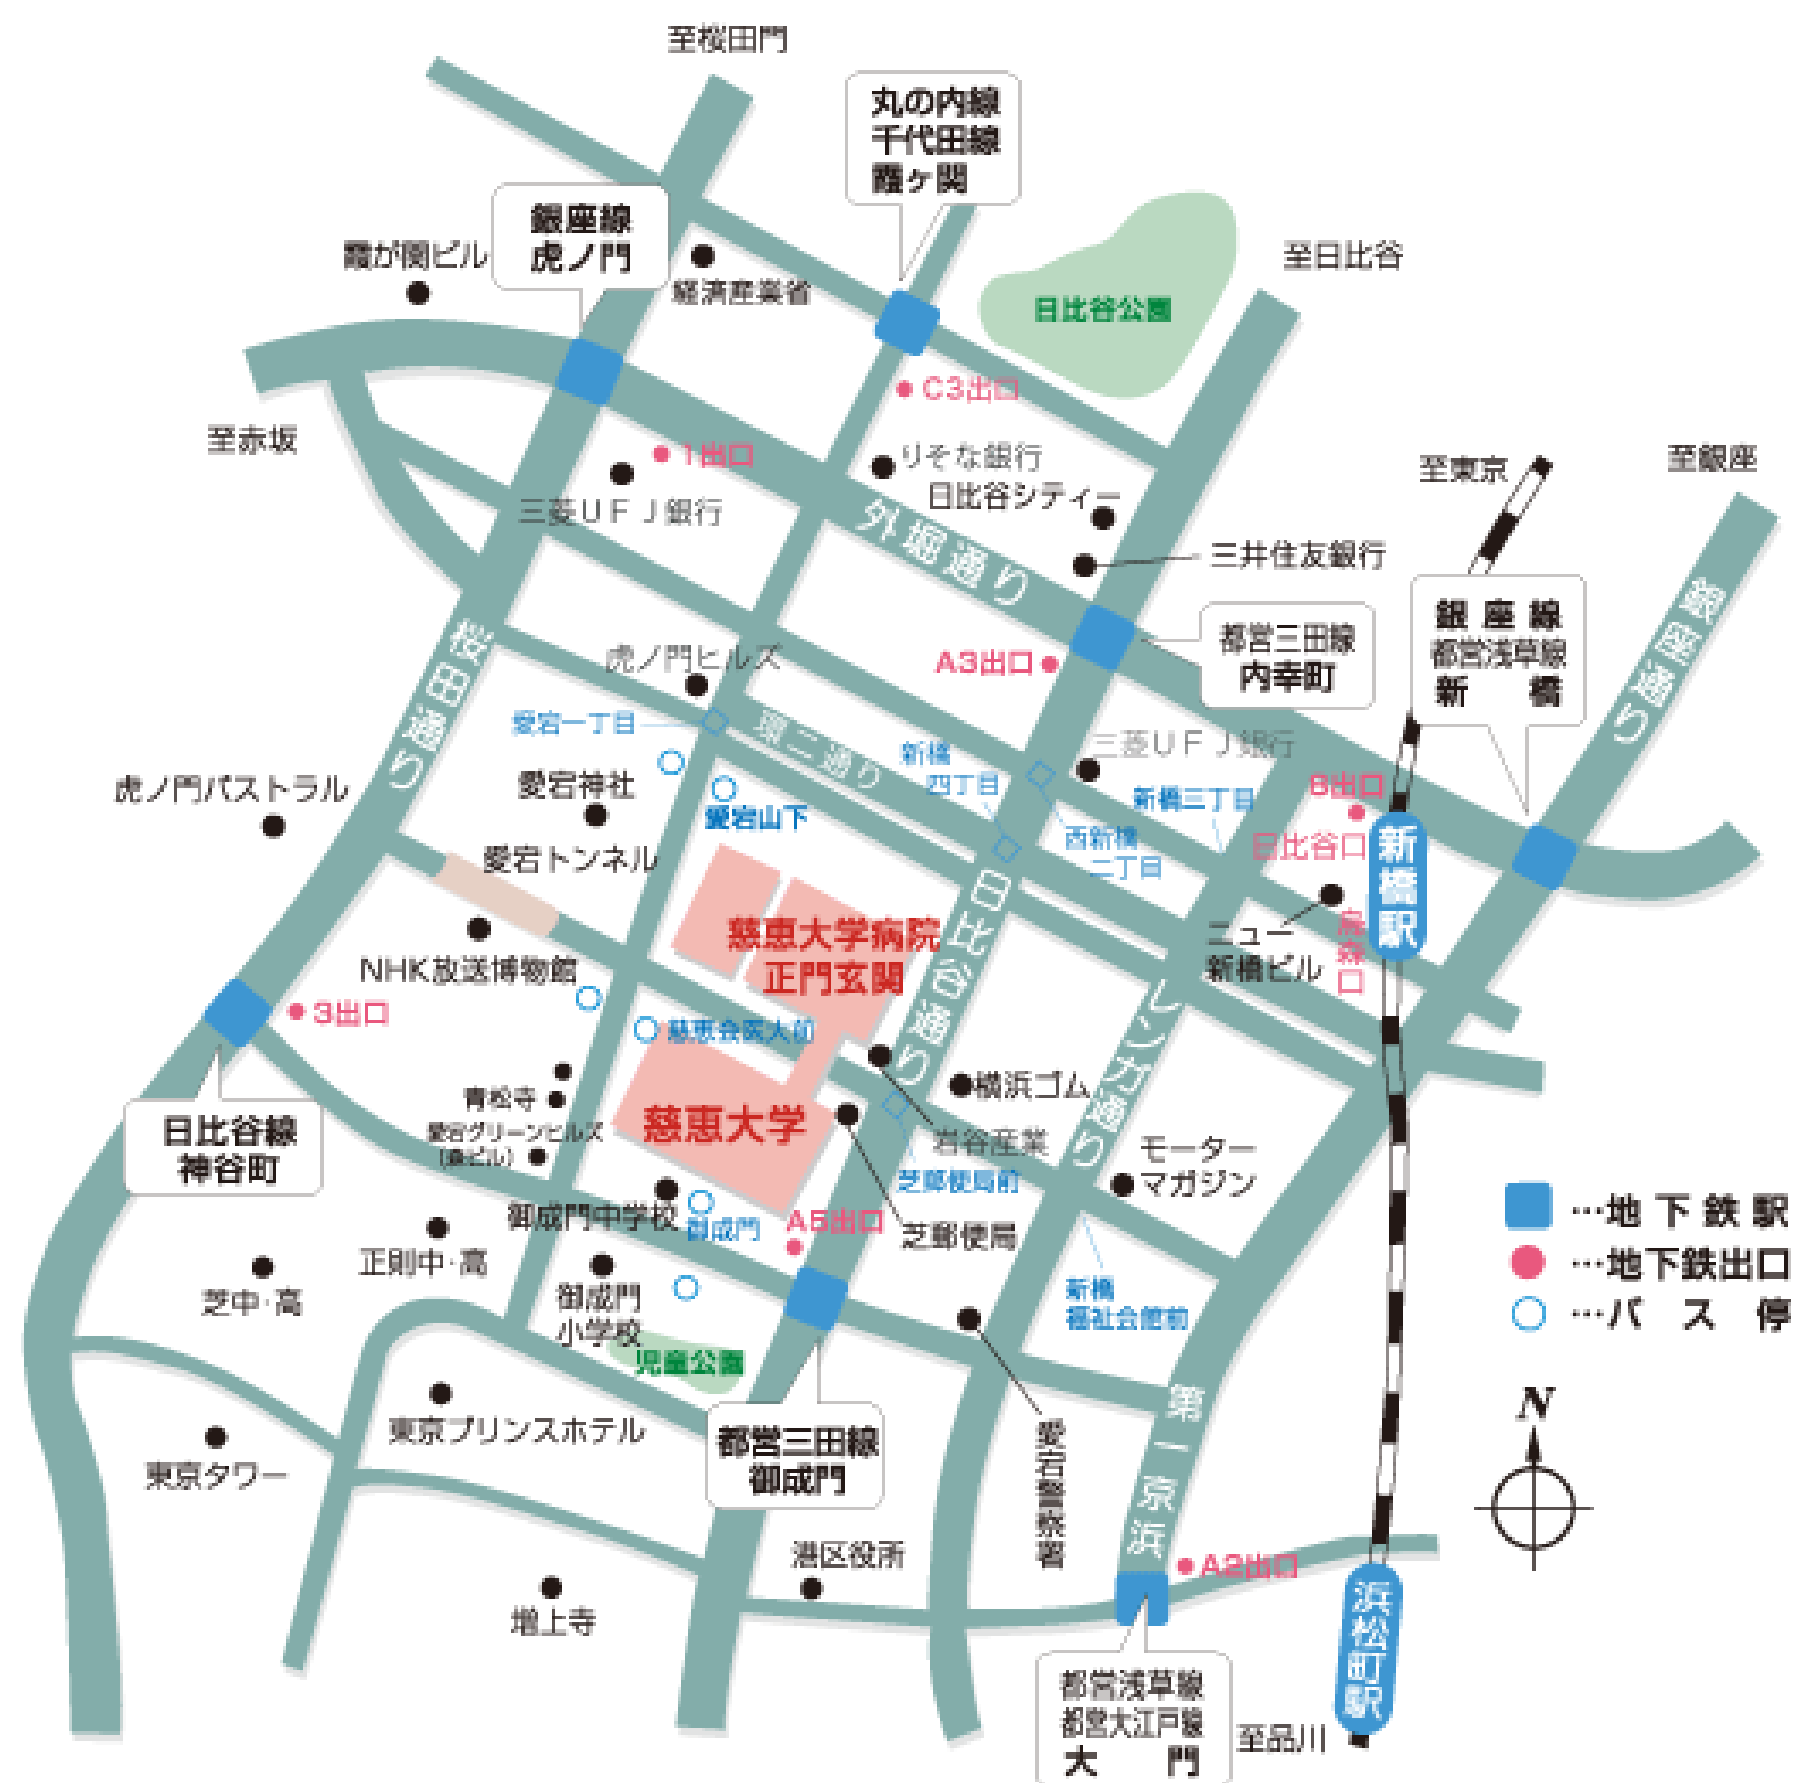 至桜田門
丸の内線
千代田線
霞ヶ関
銀座線
虎ノ門
霞が関ビル
経済産業省
日比谷公園
至日比谷
C3出口
至赤坂
1出口
りそな銀行
日比谷シティー
至東京
至銀座
三菱UFJ銀行
外堀通り
三井住友銀行
銀座線
都営浅草線
新橋
銀座通り
都営三田線
内幸町
A3出口
桜田通り
虎ノ門ヒルズ
愛宕一丁目
環二通り
新橋
四丁目
三菱UFJ銀行
新橋三丁目
8出口
虎ノ門パストラル
愛宕神社
愛宕山下
西新橋
二丁目
日比谷口
新橋駅
愛宕トンネル
日比谷通り
慈恵大学病院
正門玄関
ニュー
新橋ビル
烏森口
NHK放送博物館
3出口
慈恵会医大前
レンガ通り
横浜ゴム
青松寺
慈恵大学
愛宕グリーンヒルズ
(森ビル)
岩谷産業
日比谷線
神谷町
モーター
マガジン
芝郵便局前
御成門中学校
御成門
A5出口
芝郵便局
…地下鉄駅
…地下鉄出口
…バス停
正則中・高
芝中・高
御成門
小学校
新橋
福祉会館前
児童公園
東京プリンスホテル
都営三田線
御成門
第一京浜
N
東京タワー
港区役所
A2出口
増上寺
浜松町駅
都営浅草線
都営大江戸線
大門
至品川